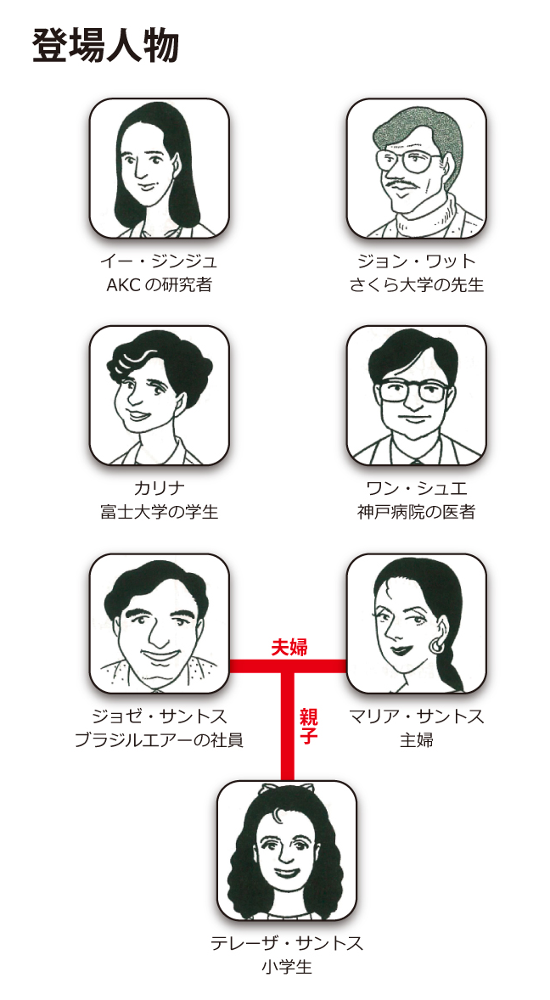 登場人物
イー・ジンジュ
AKCの研究者
ジョン・ワット
さくら大学の先生
カリナ
富士大学の学生
ワン・シュエ
神戸病院の医者
夫婦
親子
ジョゼ・サントス
ブラジルエアーの社員
マリア・サントス
主婦
テレーザ・サントス
小学生